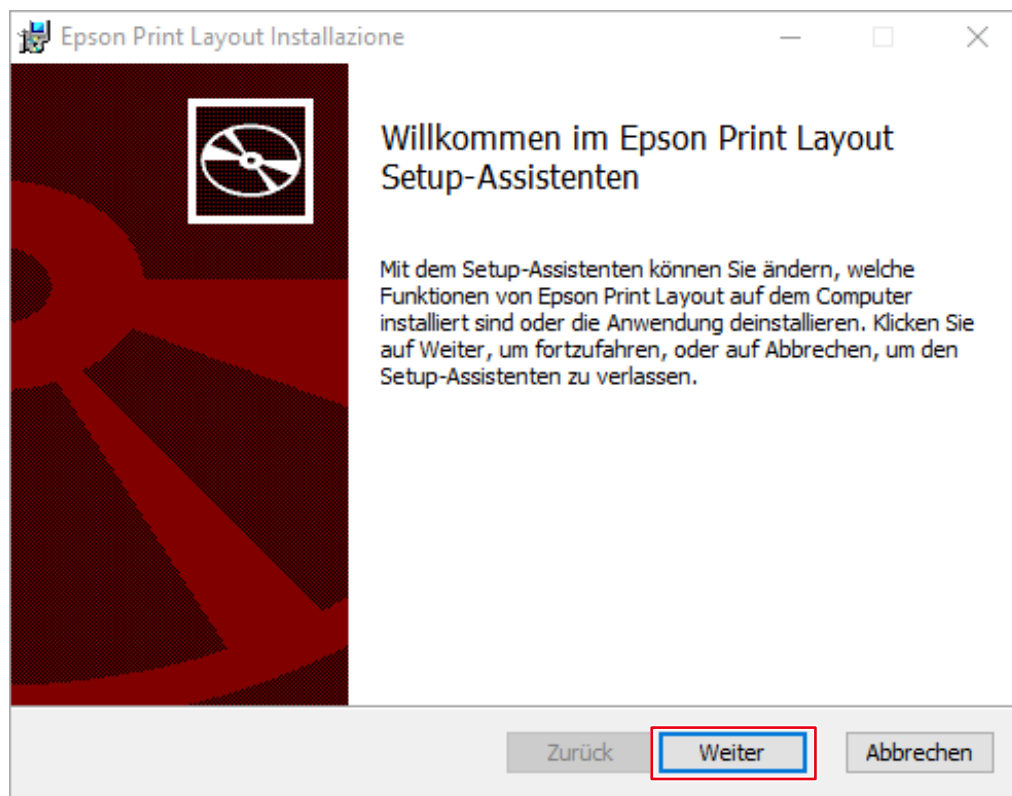 Epson Print Layout Installazione
Willkommen im Epson Print Layout
Setup-Assistenten
Mit dem Setup-Assistenten können Sie ändern, welche
Funktionen von Epson Print Layout auf dem Computer
installiert sind oder die Anwendung deinstallieren. Klicken Sie
auf Weiter, um fortzufahren, oder auf Abbrechen, um den
Setup-Assistenten zu verlassen.
Zurück Weiter Abbrechen